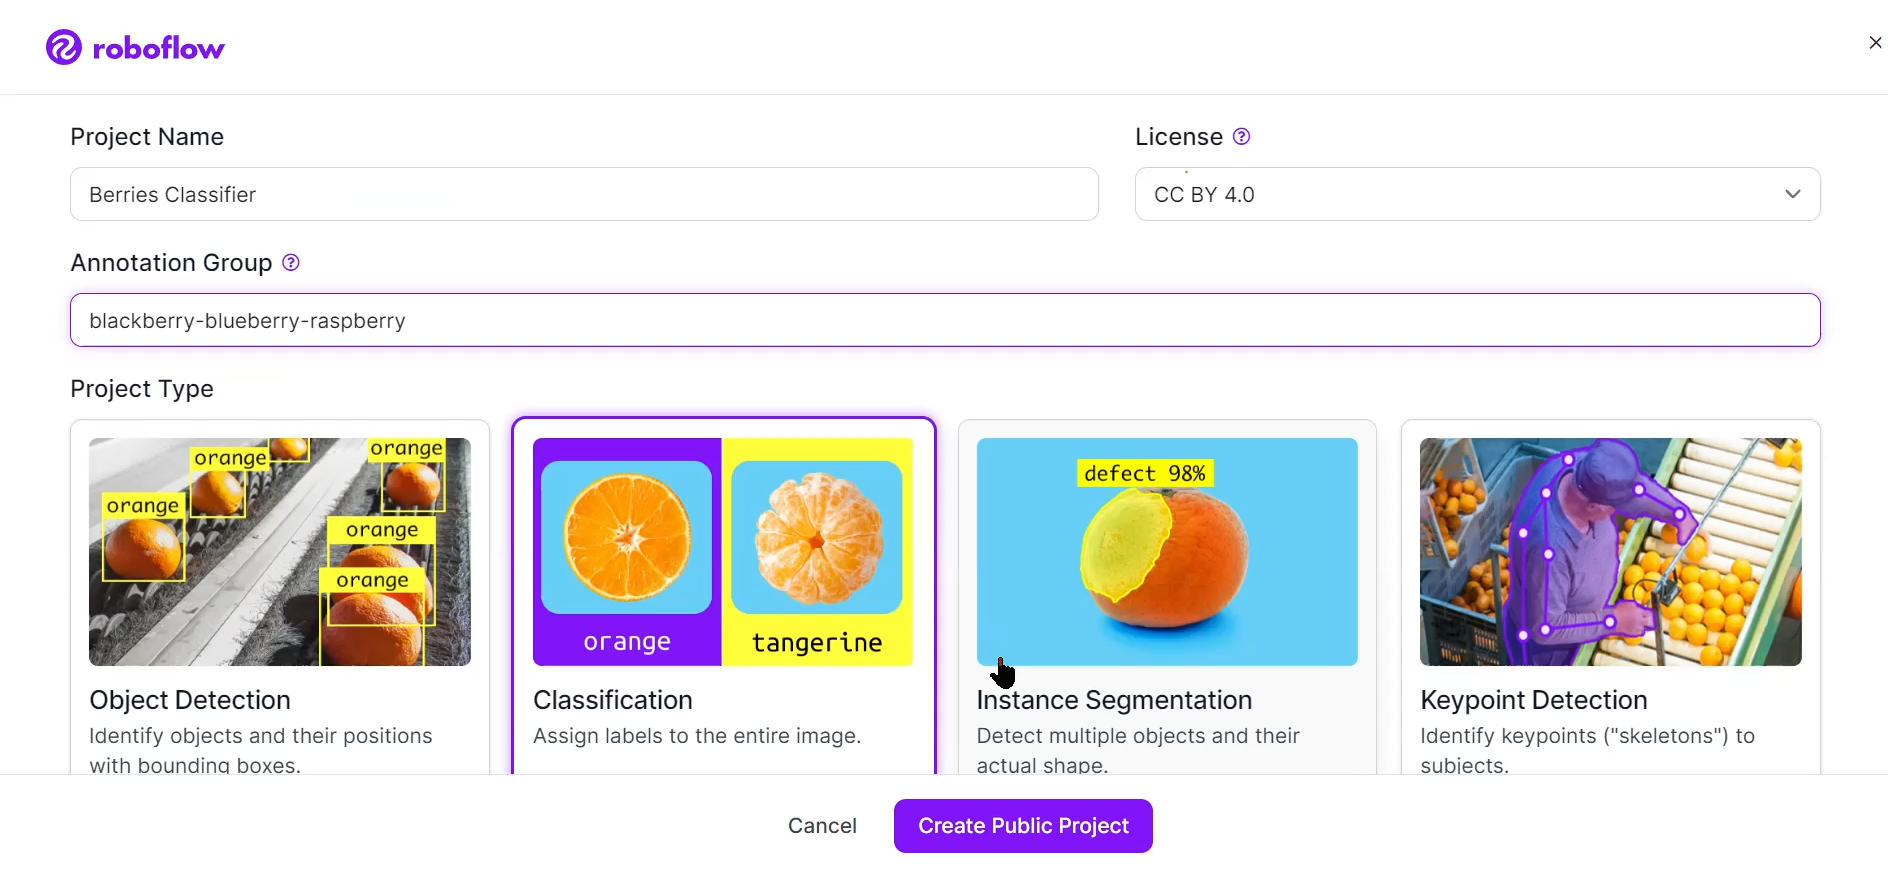 roboflow
Project Name
License
Berries Classifier
CC BY 4.0
Annotation Group
blackberry-blueberry-raspberry
Project Type
orange
orange
orange
orange
orange
Object Detection
Identify objects and their positions
with bounding boxes.
orange
tangerine
Classification
Assign labels to the entire image.
defect 98%
Instance Segmentation
Detect multiple objects and their
actual shape.
Keypoint Detection
Identify keypoints ("skeletons") to
subjects.
Cancel
Create Public Project